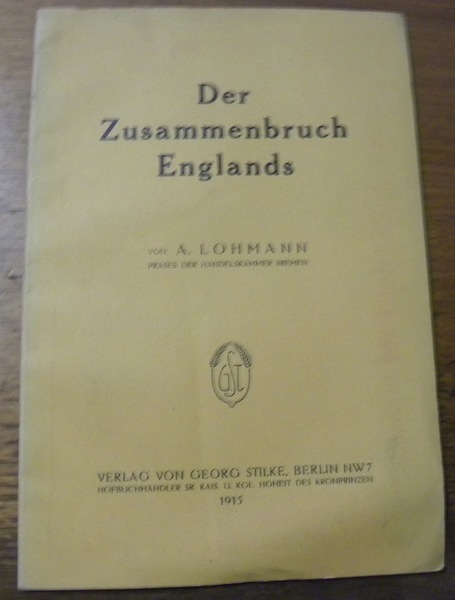 Der
Zusammenbruch
Englands
VON A. LOHMANN
PRÄSES DER HANDELSKAMMER BREMEN
GSt
VERLAG VON GEORG STILKE, BERLIN NW7
HOFBUCHHÄNDLER SR. KAIS. U. KGL. HOHEIT DES KRONPRINZEN
1915